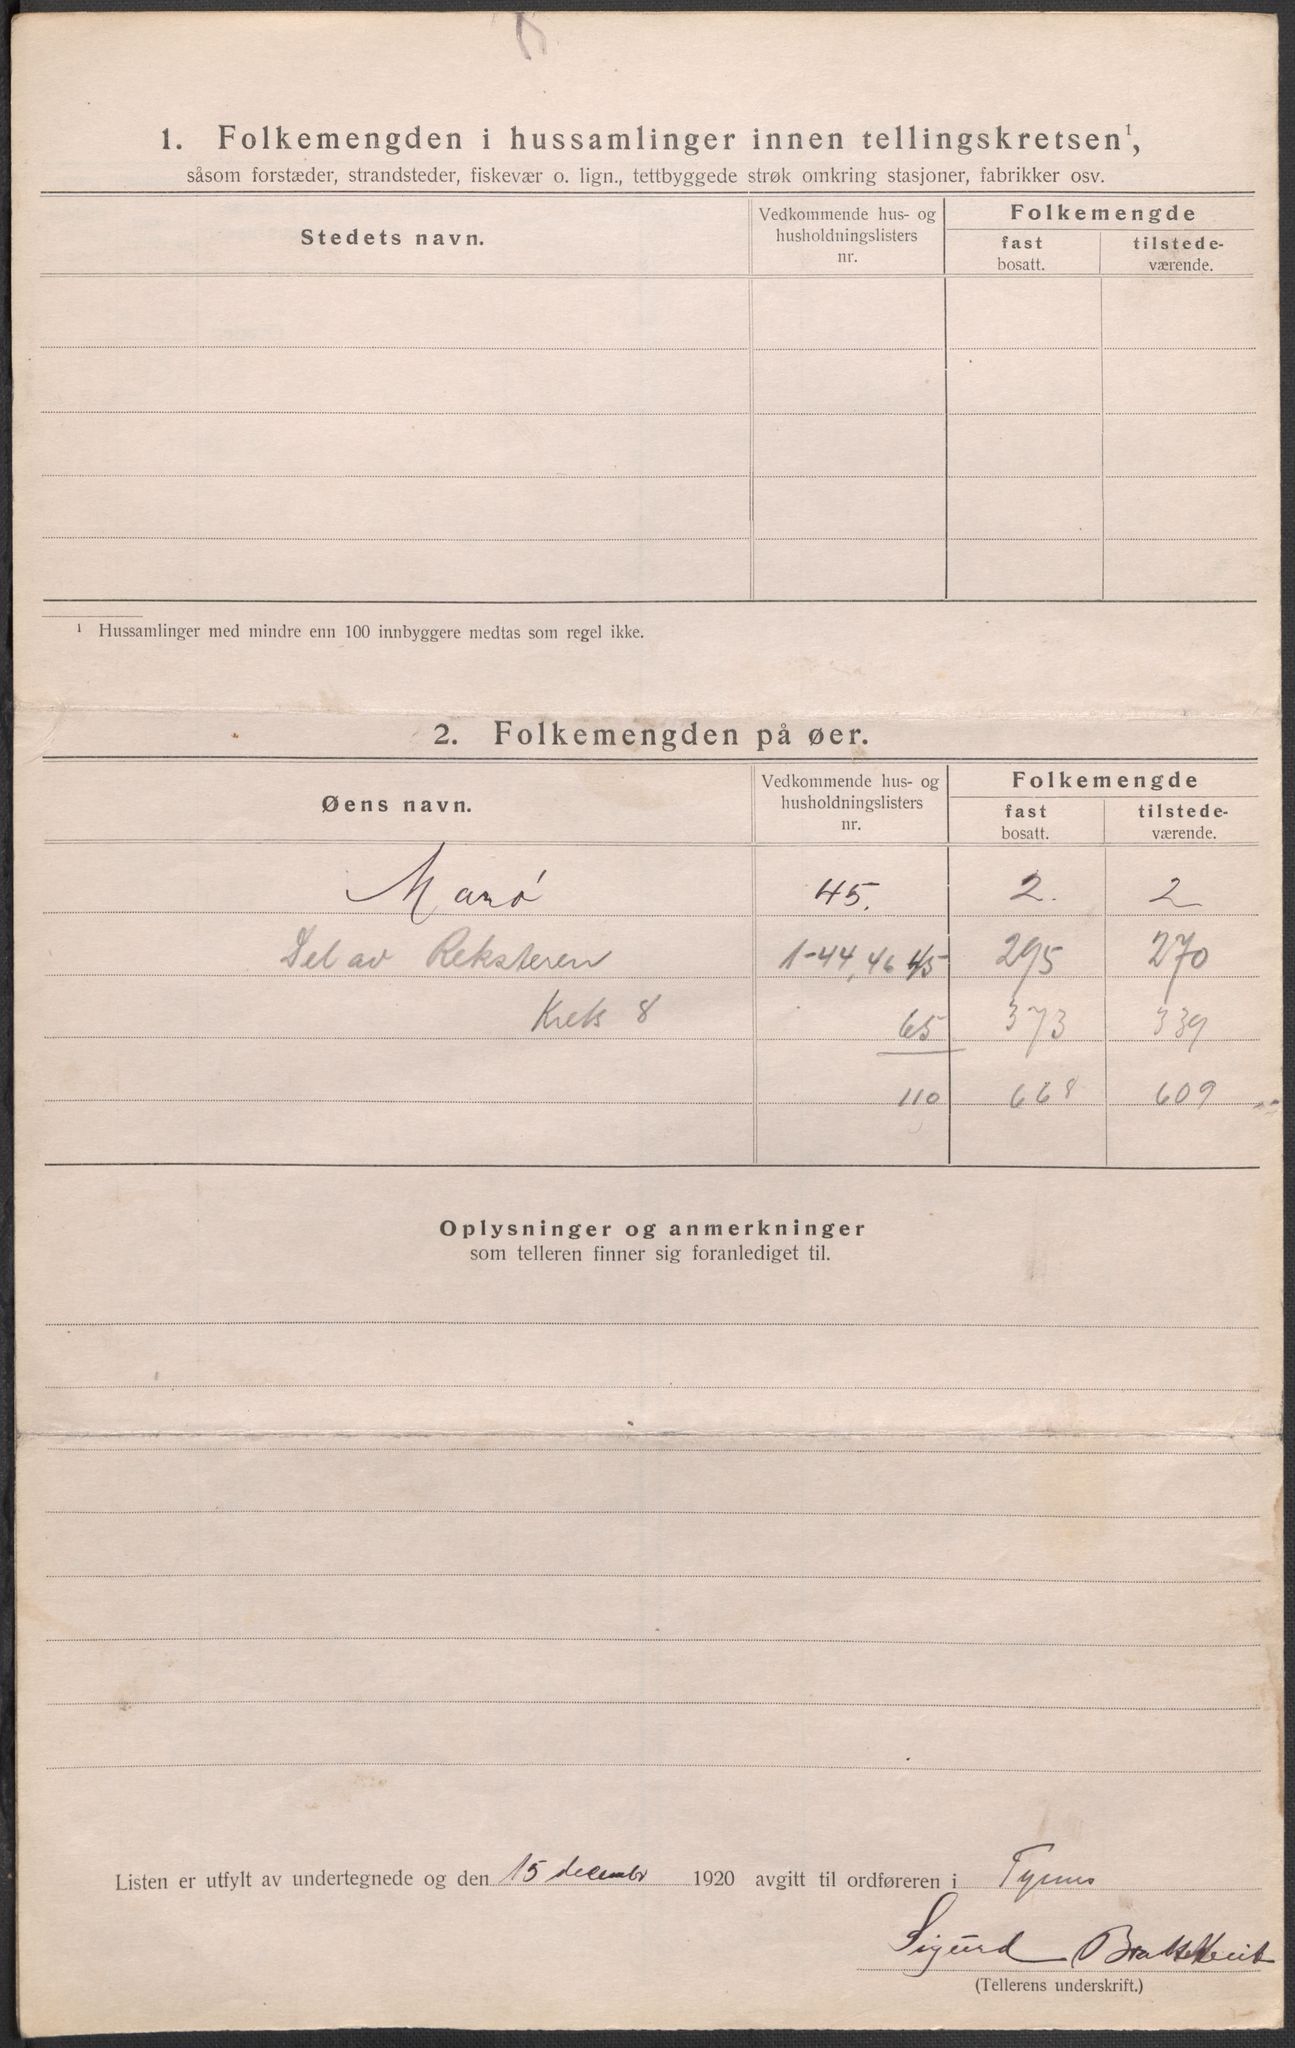 1. Folkemengden i hussamlinger innen tellingskretsen¹,
såsom forstæder, strandsteder, fiskevær o. lign., tettbyggede strøk omkring stasjoner, fabrikker osv.
Stedets navn.
Vedkommende hus- og husholdningslisters nr.
Folkemengde
fast bosatt.
tilstede-værende.
¹ Hussamlinger med mindre enn 100 innbyggere medtas som regel ikke.
2. Folkemengden på øer.
Øens navn.
Vedkommende hus- og husholdningslisters nr.
Folkemengde
fast bosatt.
tilstede-værende.
Marø 45. 2. 2
Del av Reksteren 1-44, 46 45 295 270
Krets 8 65 373 339
110 668 609
Oplysninger og anmerkninger
som telleren finner sig foranlediget til.
Listen er utfylt av undertegnede og den 15 december 1920 avgitt til ordføreren i Tysnes
Sigurd
(Tellerens underskrift.)